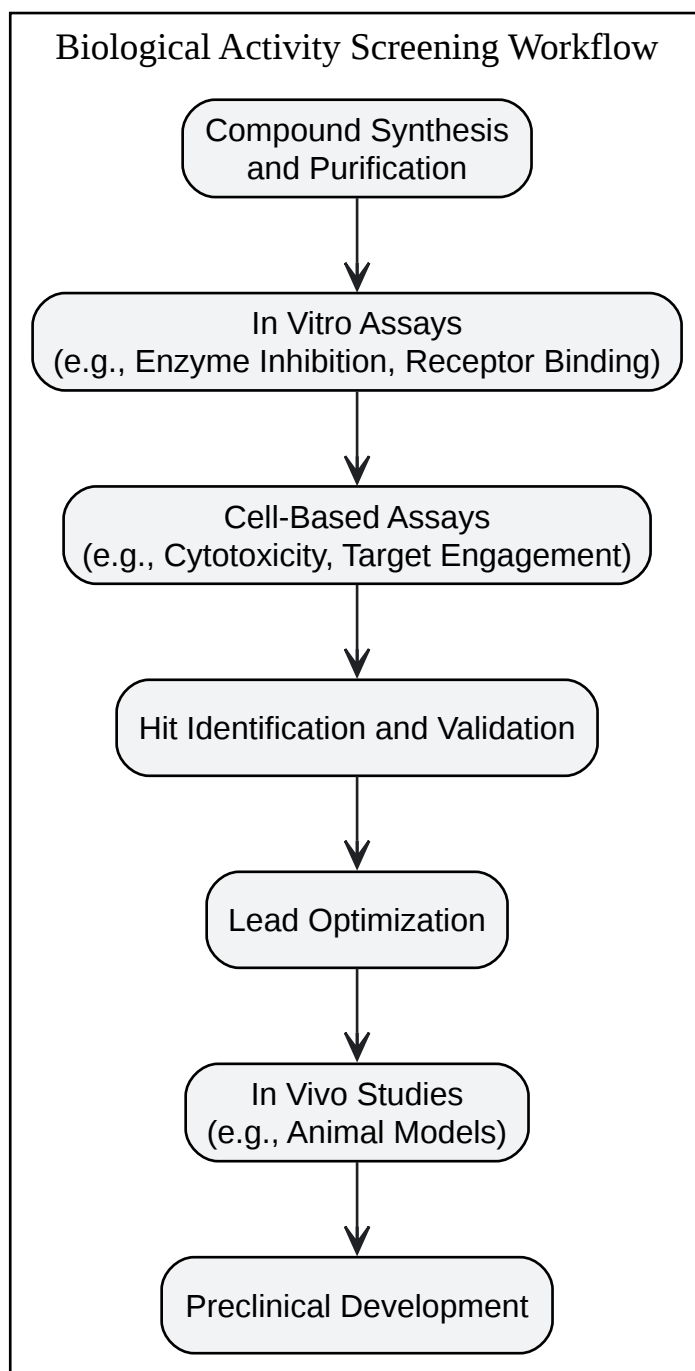 Biological Activity Screening Workflow
Compound Synthesis
and Purification
In Vitro Assays
(e.g., Enzyme Inhibition, Receptor Binding)
Cell-Based Assays
(e.g., Cytotoxicity, Target Engagement)
Hit Identification and Validation
Lead Optimization
In Vivo Studies
(e.g., Animal Models)
Preclinical Development